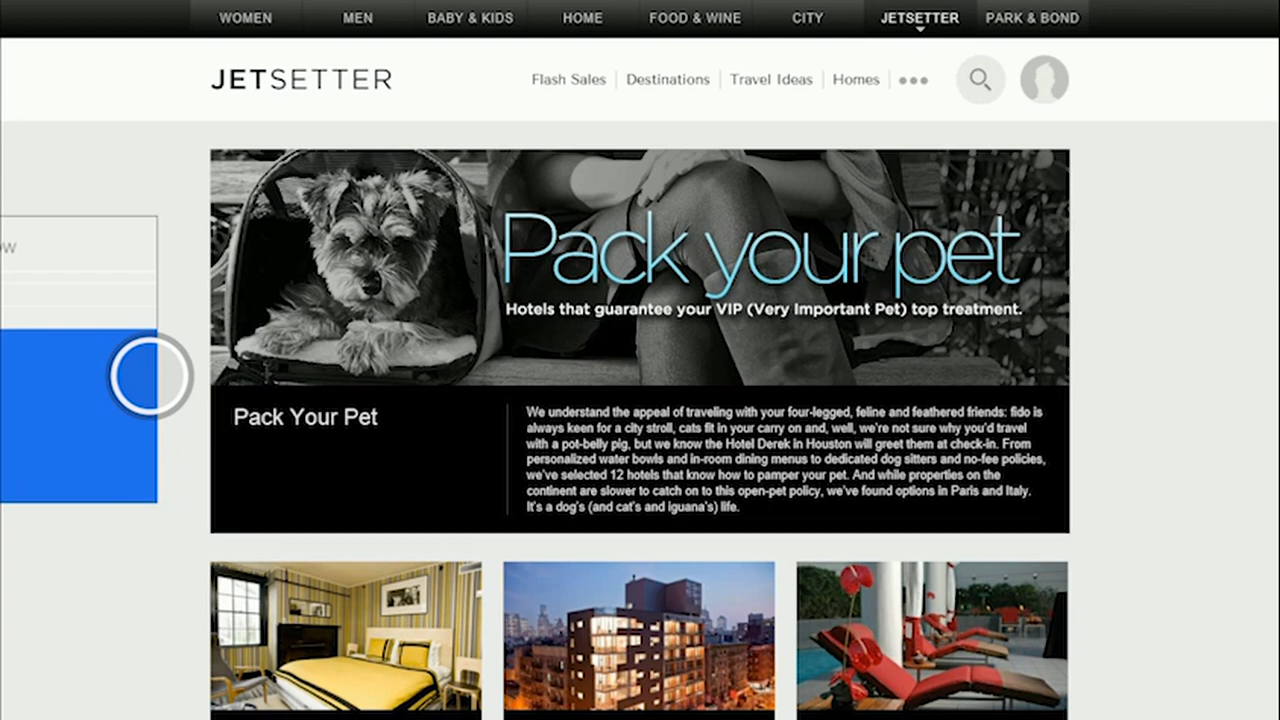 WOMEN MEN BABY & KIDS HOME FOOD & WINE CITY JETSETTER PARK & BOND
JETSETTER
Flash Sales Destinations Travel Ideas Homes
Pack your pet
Hotels that guarantee your VIP (Very Important Pet) top treatment.
Pack Your Pet
We understand the appeal of traveling with your four-legged, feline and feathered friends: fido is
always keen for a city stroll, cats fit in your carry on and, well, we're not sure why you'd travel
with a pot-belly pig, but we know the Hotel Derek in Houston will greet them at check-in. From
personalized water bowls and in-room dining menus to dedicated dog sitters and no-fee policies,
we've selected 12 hotels that know how to pamper your pet. And while properties on the
continent are slower to catch on to this open-pet policy, we've found options in Paris and Italy.
It's a dog's (and cat's and iguana's) life.